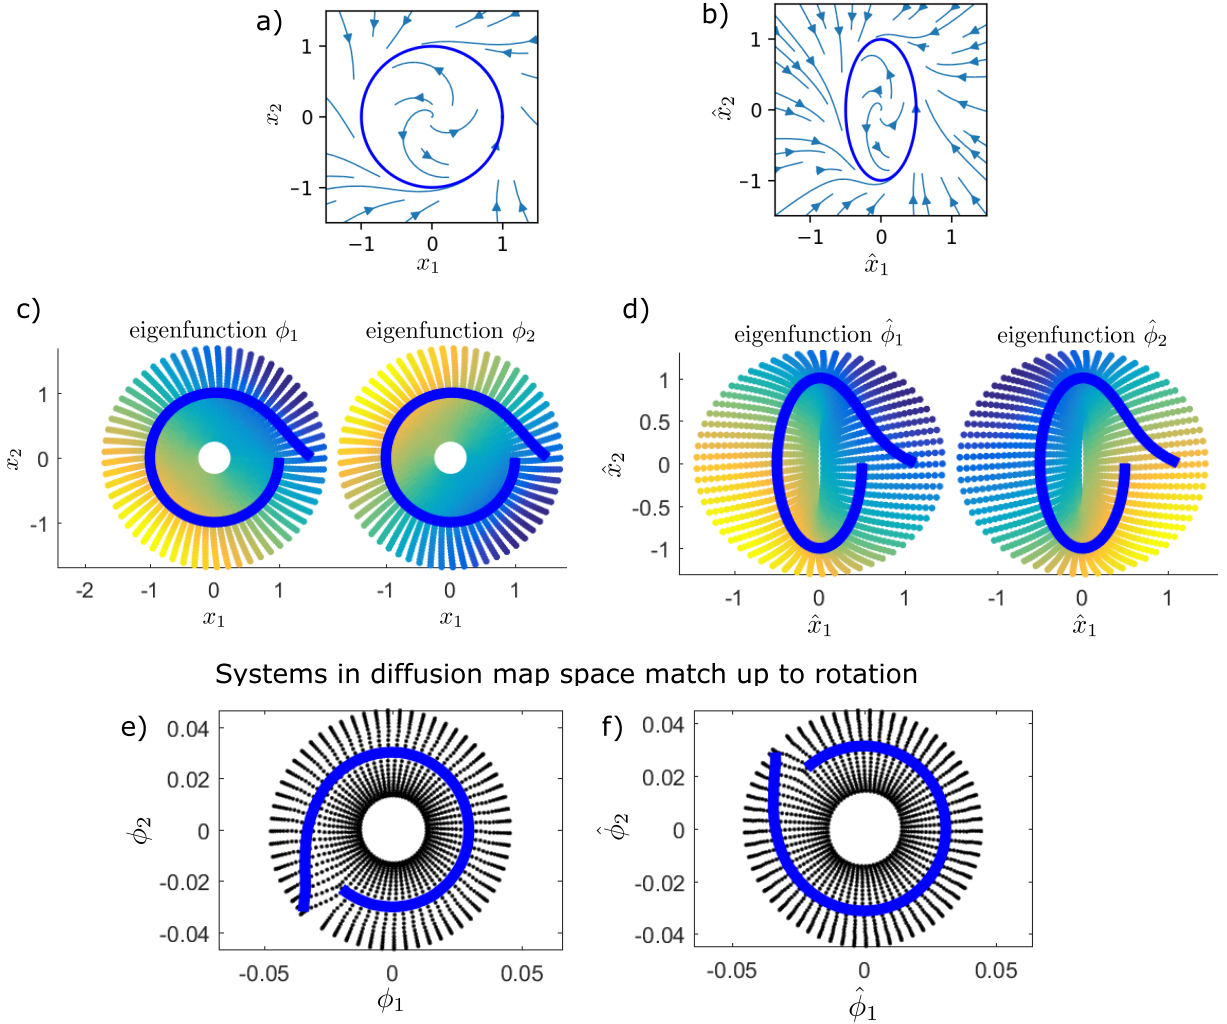 a)
b)
1
0
−1
x₂
−1 0 1
x₁
1
0
−1
x̂₂
−1 0 1
x̂₁
c)
d)
eigenfunction ϕ₁
eigenfunction ϕ₂
eigenfunction ϕ̂₁
eigenfunction ϕ̂₂
1
0
-1
x₂
-2 -1 0 1
-1 0 1
x₁
x₁
1
0.5
0
-0.5
-1
x̂₂
-1 0 1
-1 0 1
x̂₁
x̂₁
Systems in diffusion map space match up to rotation
e)
f)
0.04
0.02
0
-0.02
-0.04
ϕ₂
-0.05 0 0.05
ϕ₁
0.04
0.02
0
-0.02
-0.04
ϕ̂₂
-0.05 0 0.05
ϕ̂₁